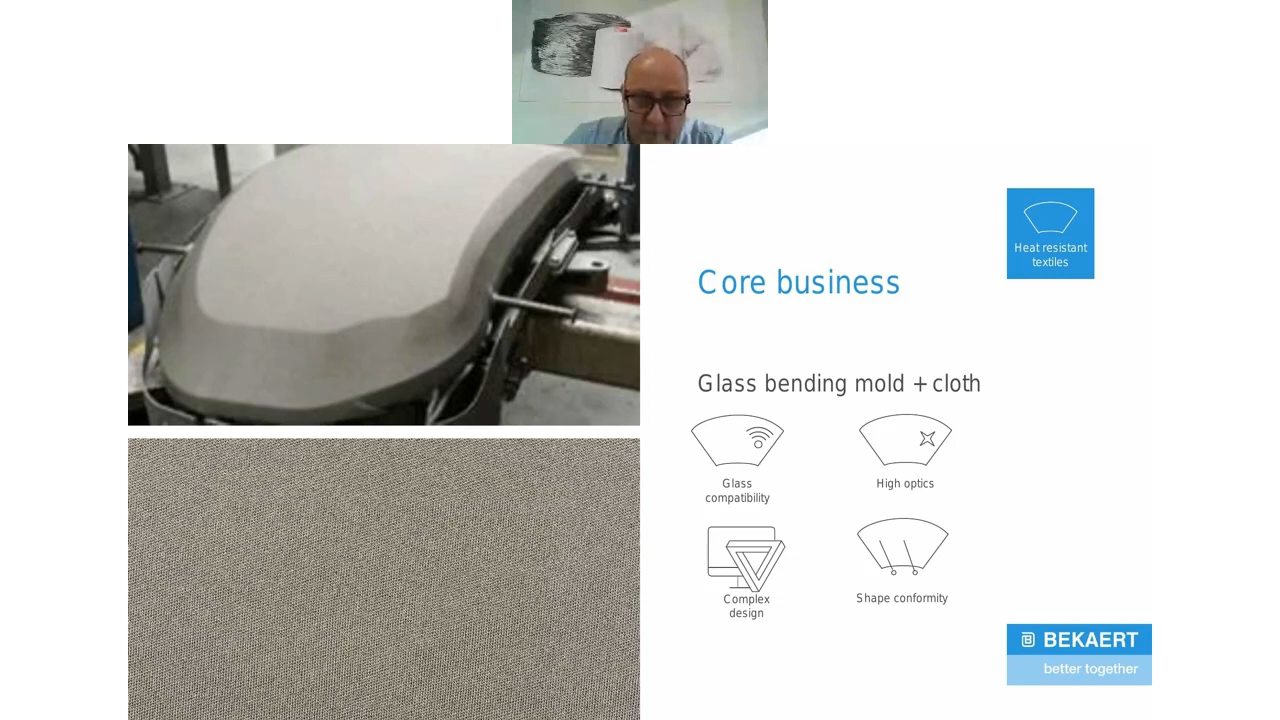 Heat resistant
textiles
Core business
Glass bending mold + cloth
Glass
compatibility
High optics
Complex
design
Shape conformity
BEKAERT
better together